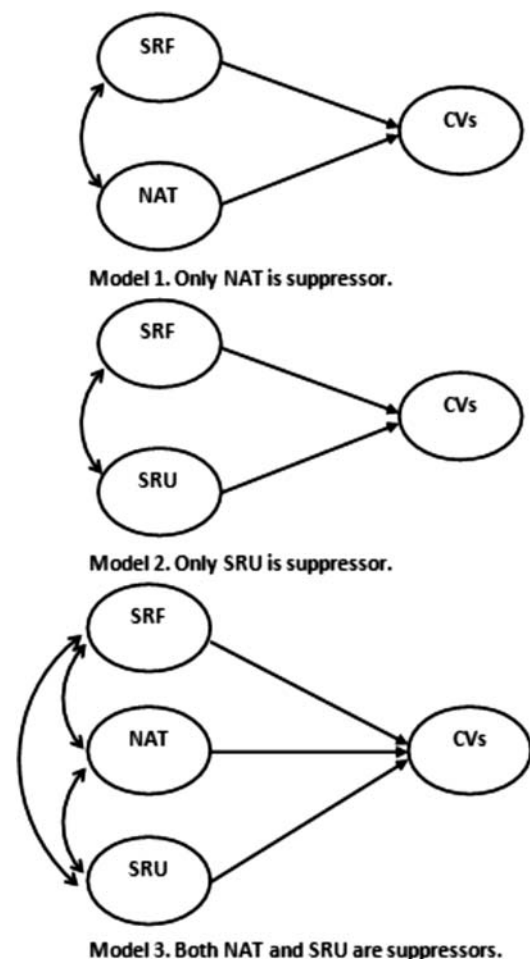 SRF
CVs
NAT
Model 1. Only NAT is suppressor.
SRF
CVs
SRU
Model 2. Only SRU is suppressor.
SRF
NAT
CVs
SRU
Model 3. Both NAT and SRU are suppressors.